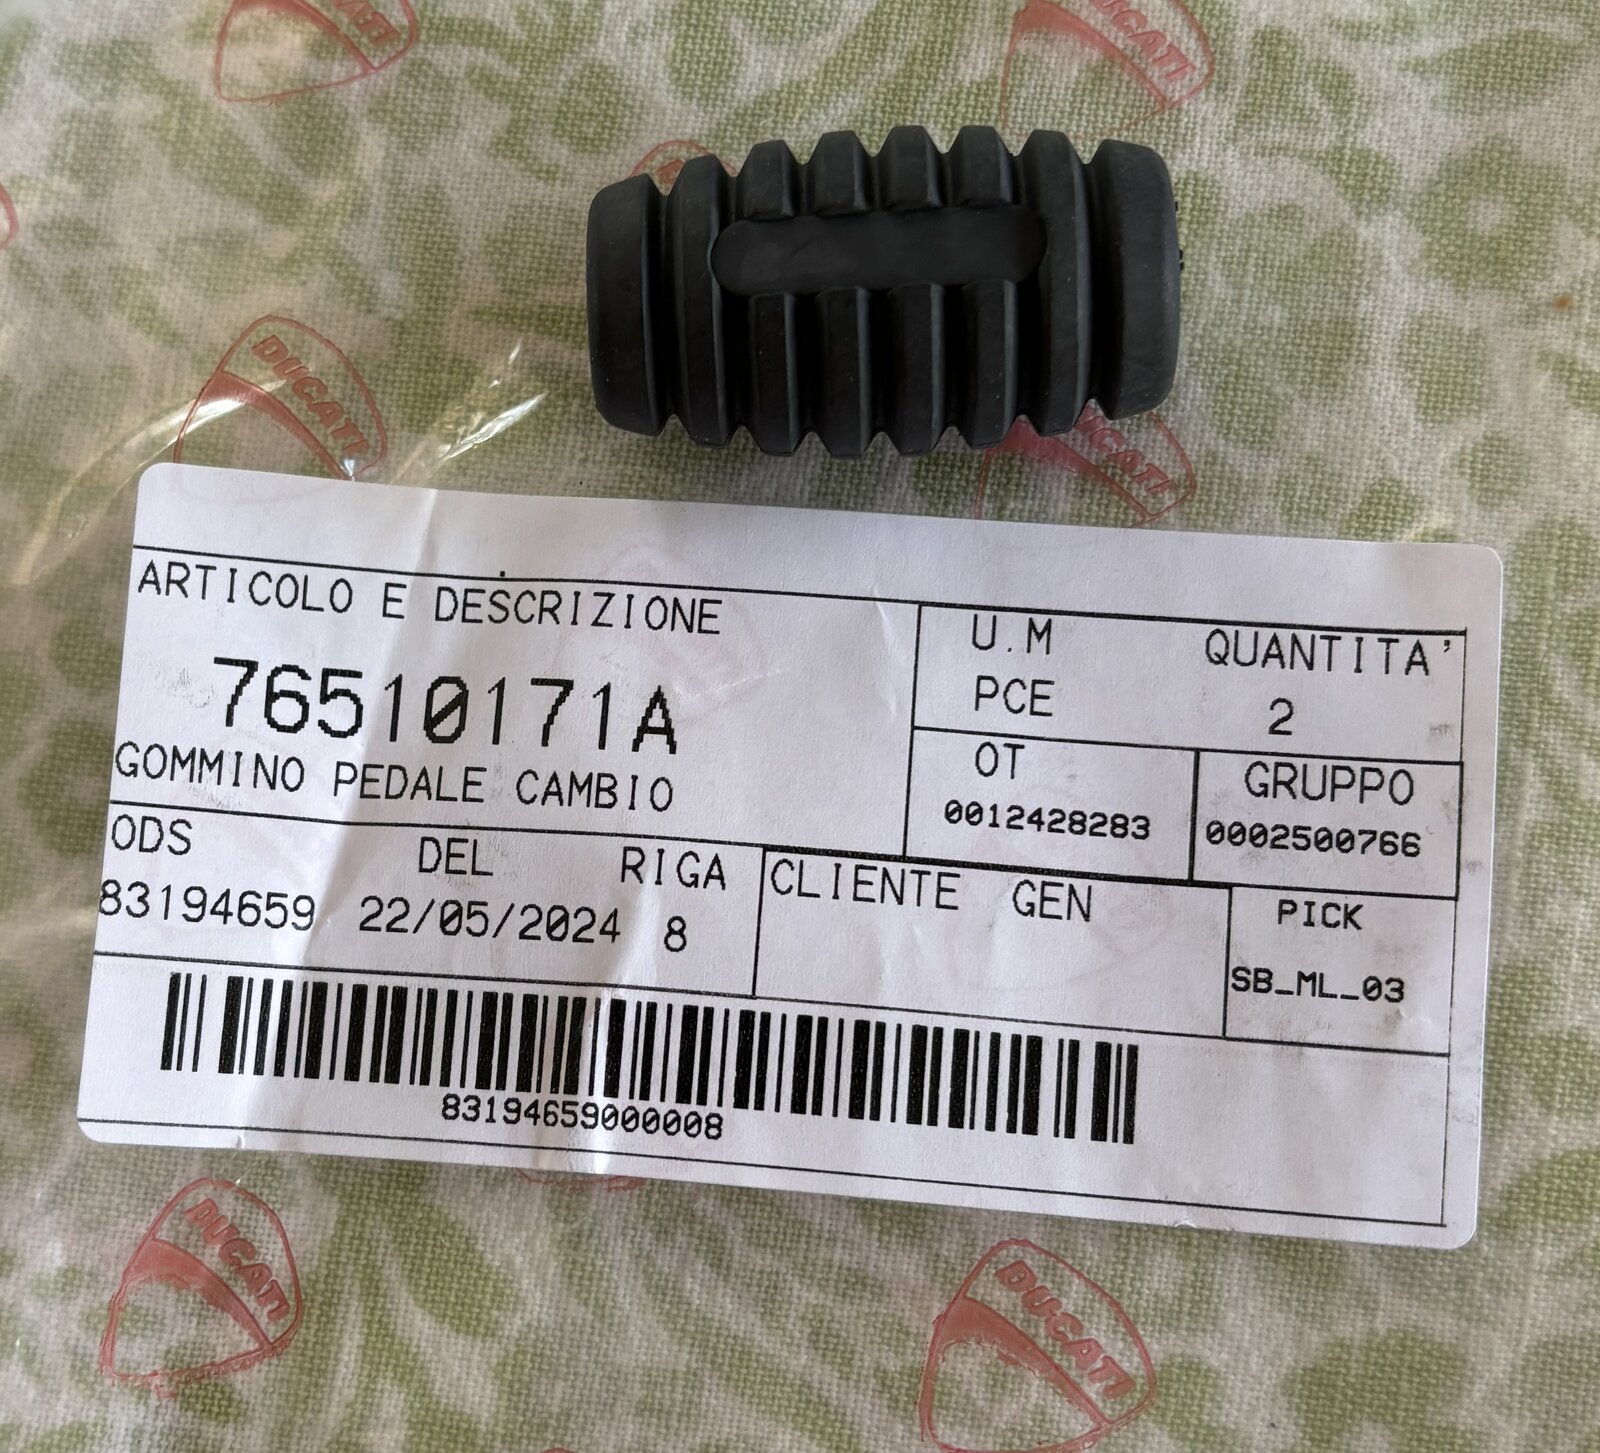 DUCATI
DUCATI
DUCATI
DUCATI
ARTICOLO E DESCRIZIONE
76510171A
GOMMINO PEDALE CAMBIO
U.M
QUANTITA'
PCE
2
OT
GRUPPO
0012428283
0002500766
ODS
DEL
RIGA
83194659
22/05/2024
8
CLIENTE GEN
PICK
SB_ML_03
83194659000008
DUCATI
DUCATI